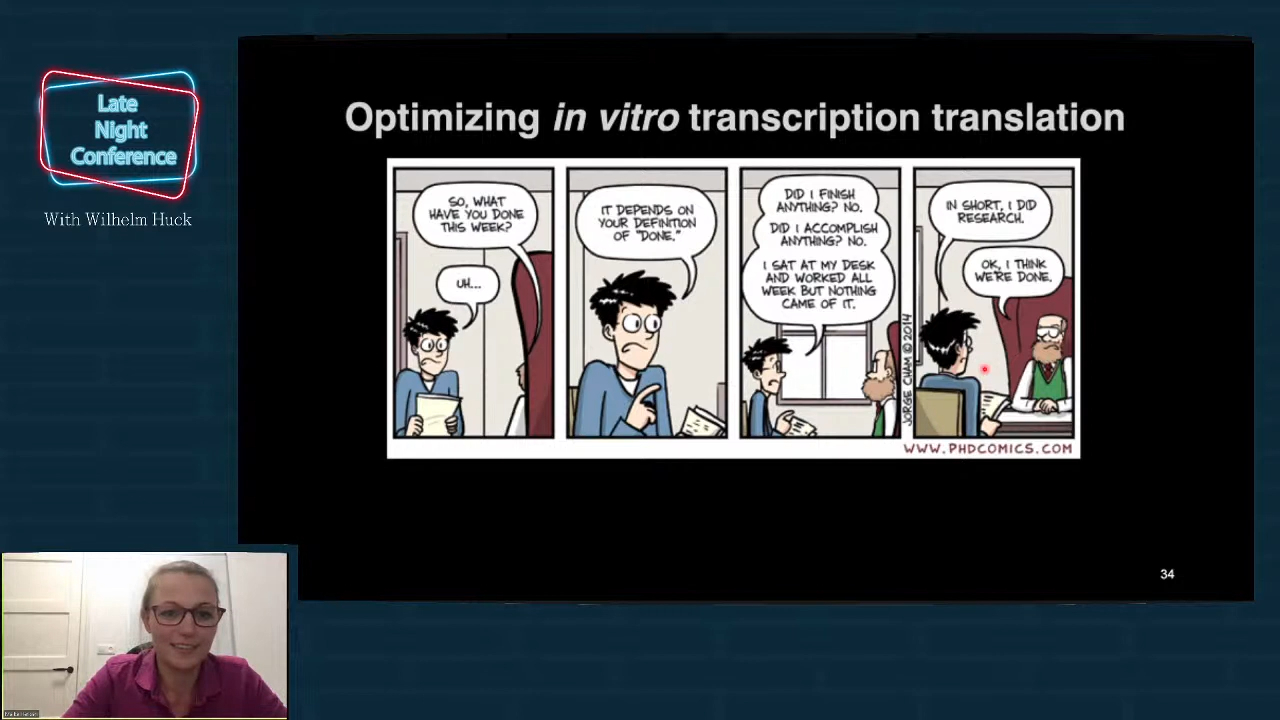 Late
Night
Conference
With Wilhelm Huck
Optimizing in vitro transcription translation
SO, WHAT
HAVE YOU DONE
THIS WEEK?
UH...
IT DEPENDS ON
YOUR DEFINITION
OF "DONE."
DID I FINISH
ANYTHING? NO.
DID I ACCOMPLISH
ANYTHING? NO.
I SAT AT MY DESK
AND WORKED ALL
WEEK BUT NOTHING
CAME OF IT.
IN SHORT, I DID
RESEARCH.
OK, I THINK
WE'RE DONE.
JORGE CHAM © 2014
WWW.PHDCOMICS.COM
34